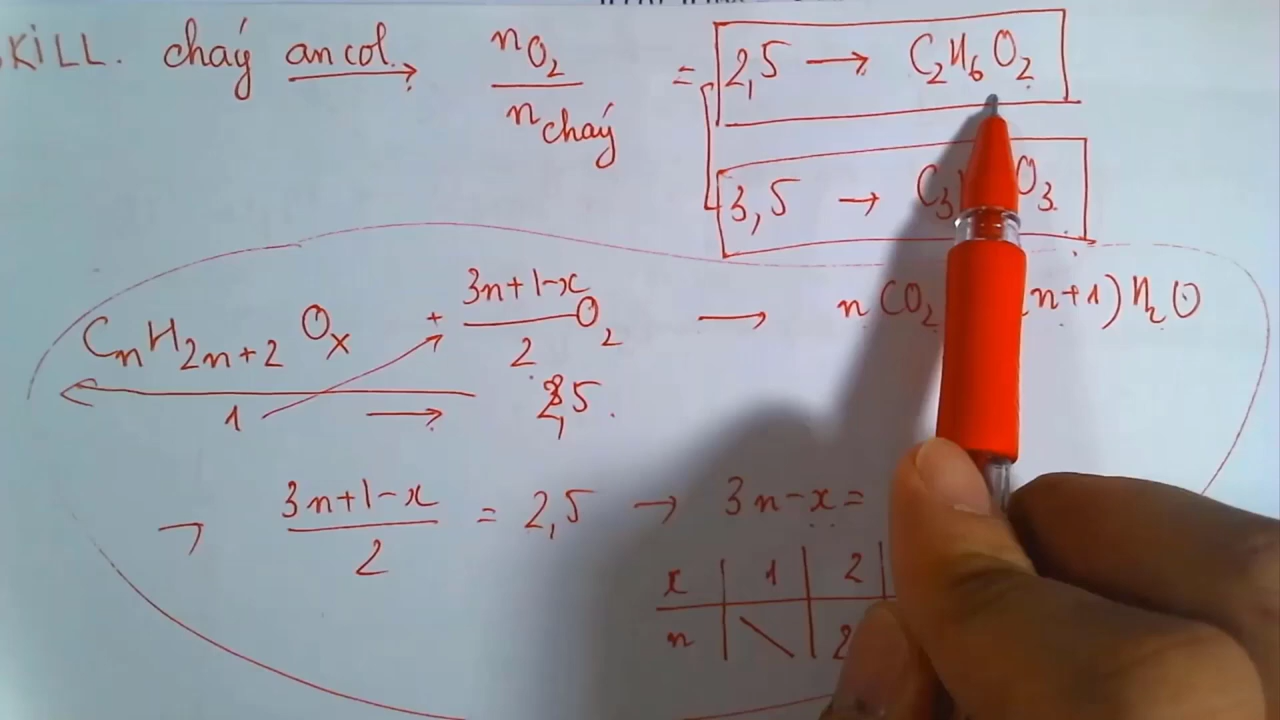 SKILL. cháy ancol → nO2 / n cháy = 2,5 → C2H6O2
3,5 → C3 O3
CnH2n+2Ox + (3n+1-x)/2 O2 → nCO2 (n+1)H2O
1 → 2,5
→ (3n+1-x)/2 = 2,5 → 3n-x =
x | 1 | 2
n | \ | 2